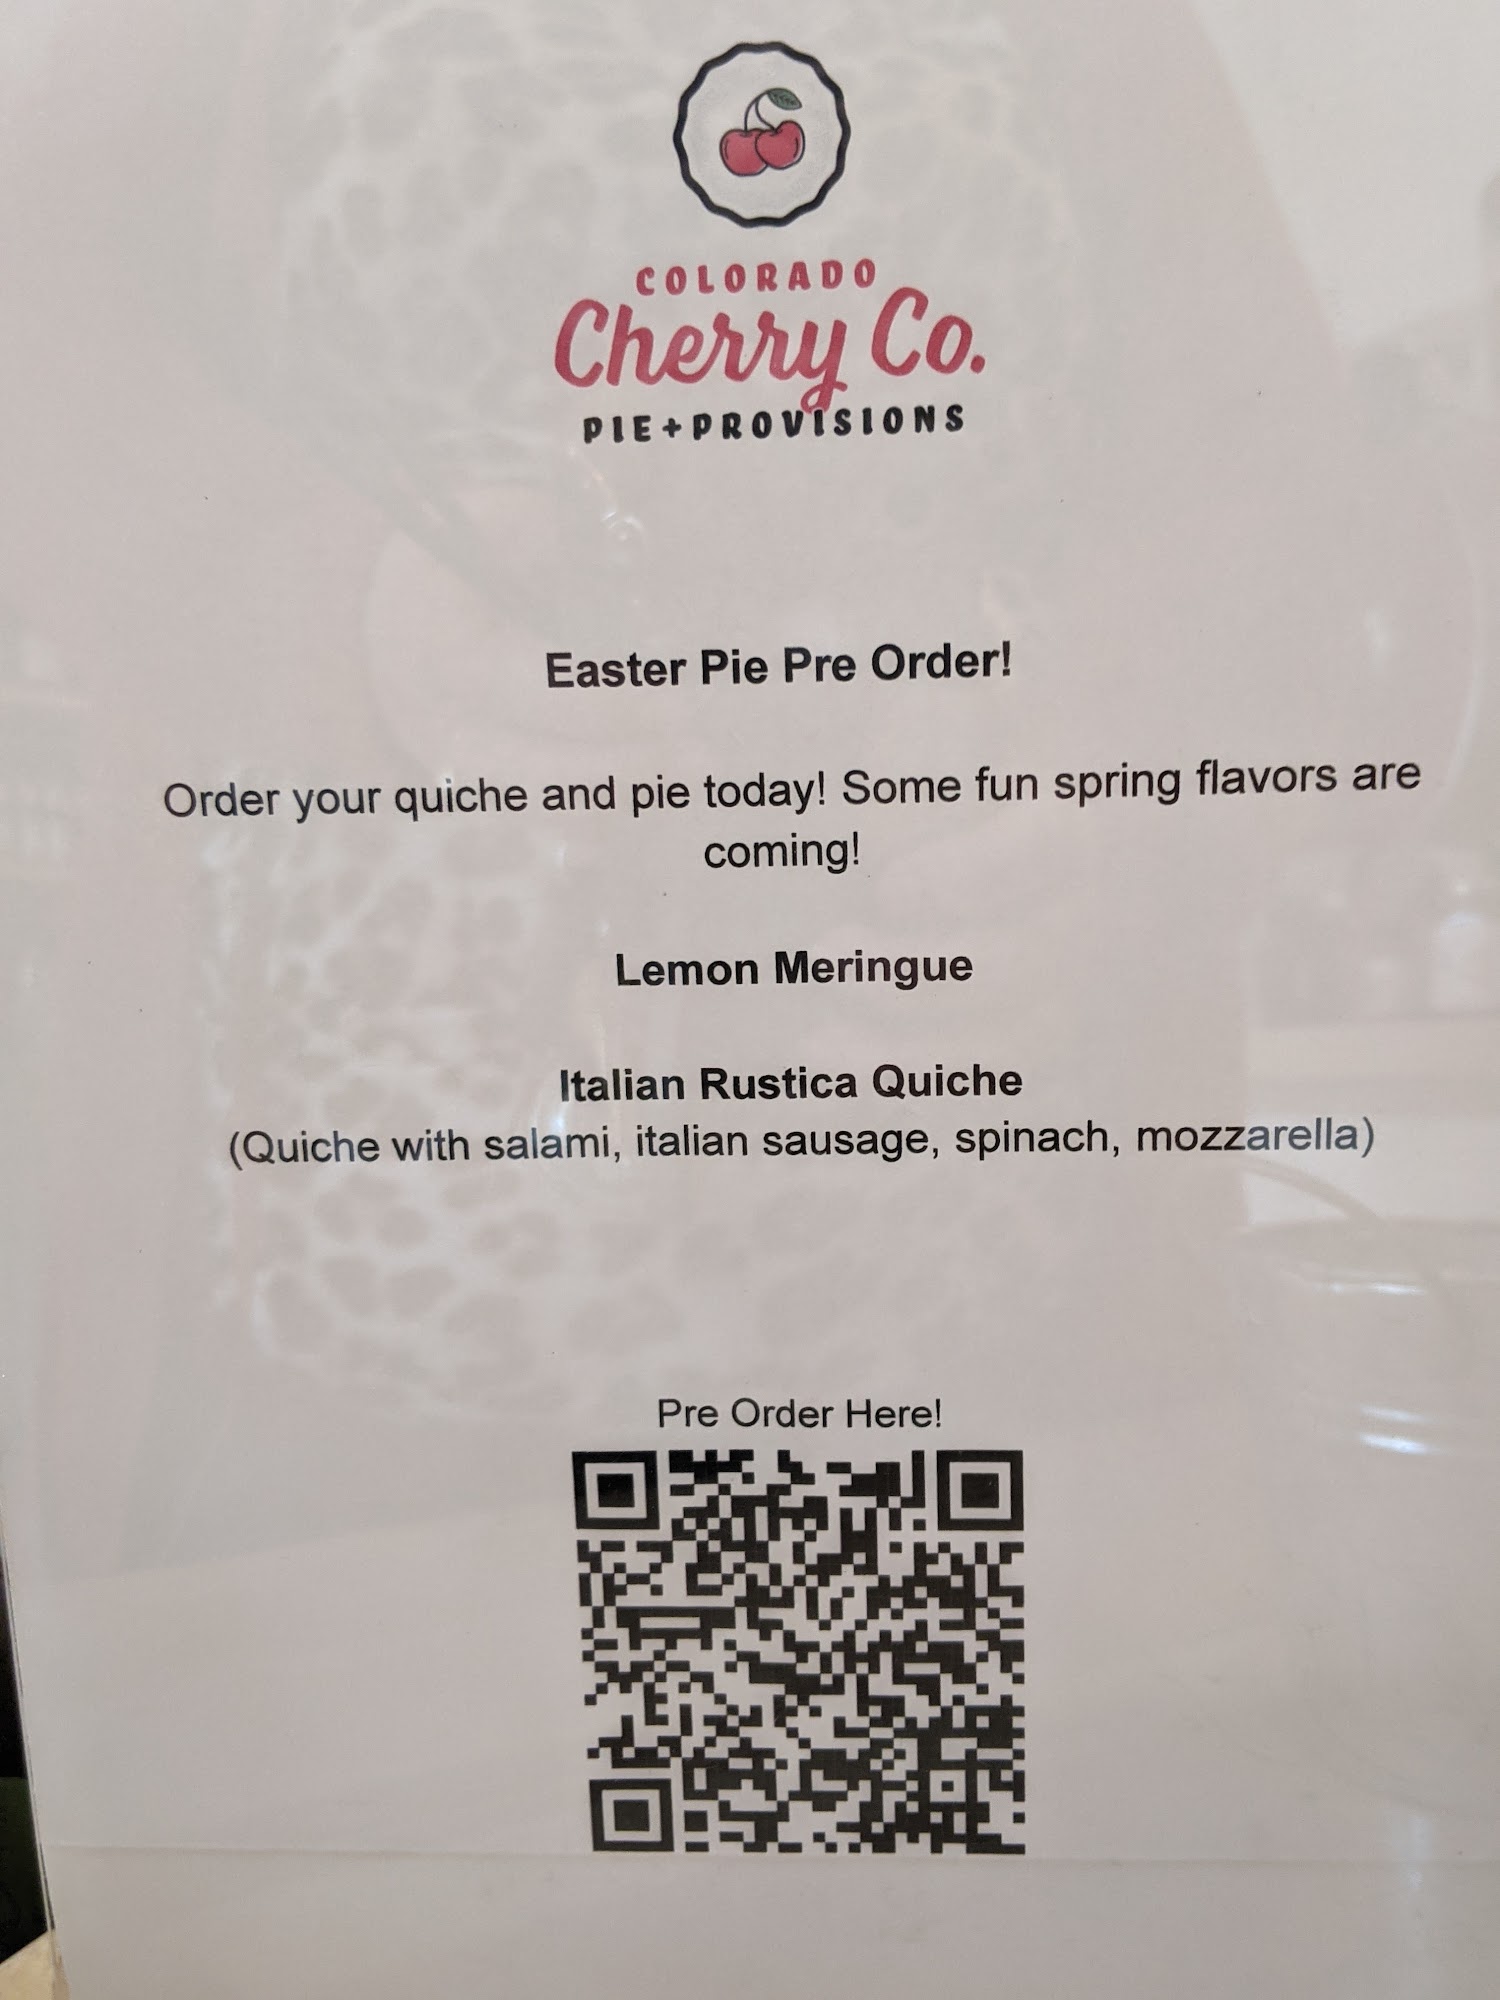 COLORADO
Cherry Co.
PIE+PROVISIONS
Easter Pie Pre Order!
Order your quiche and pie today! Some fun spring flavors are
coming!
Lemon Meringue
Italian Rustica Quiche
(Quiche with salami, italian sausage, spinach, mozzarella)
Pre Order Here!